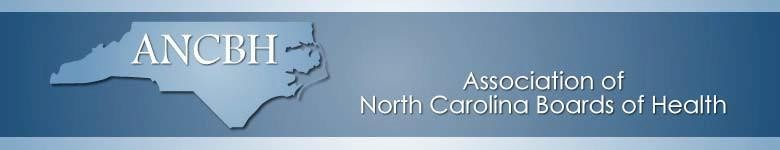 ANCBH
Association of
North Carolina Boards of Health